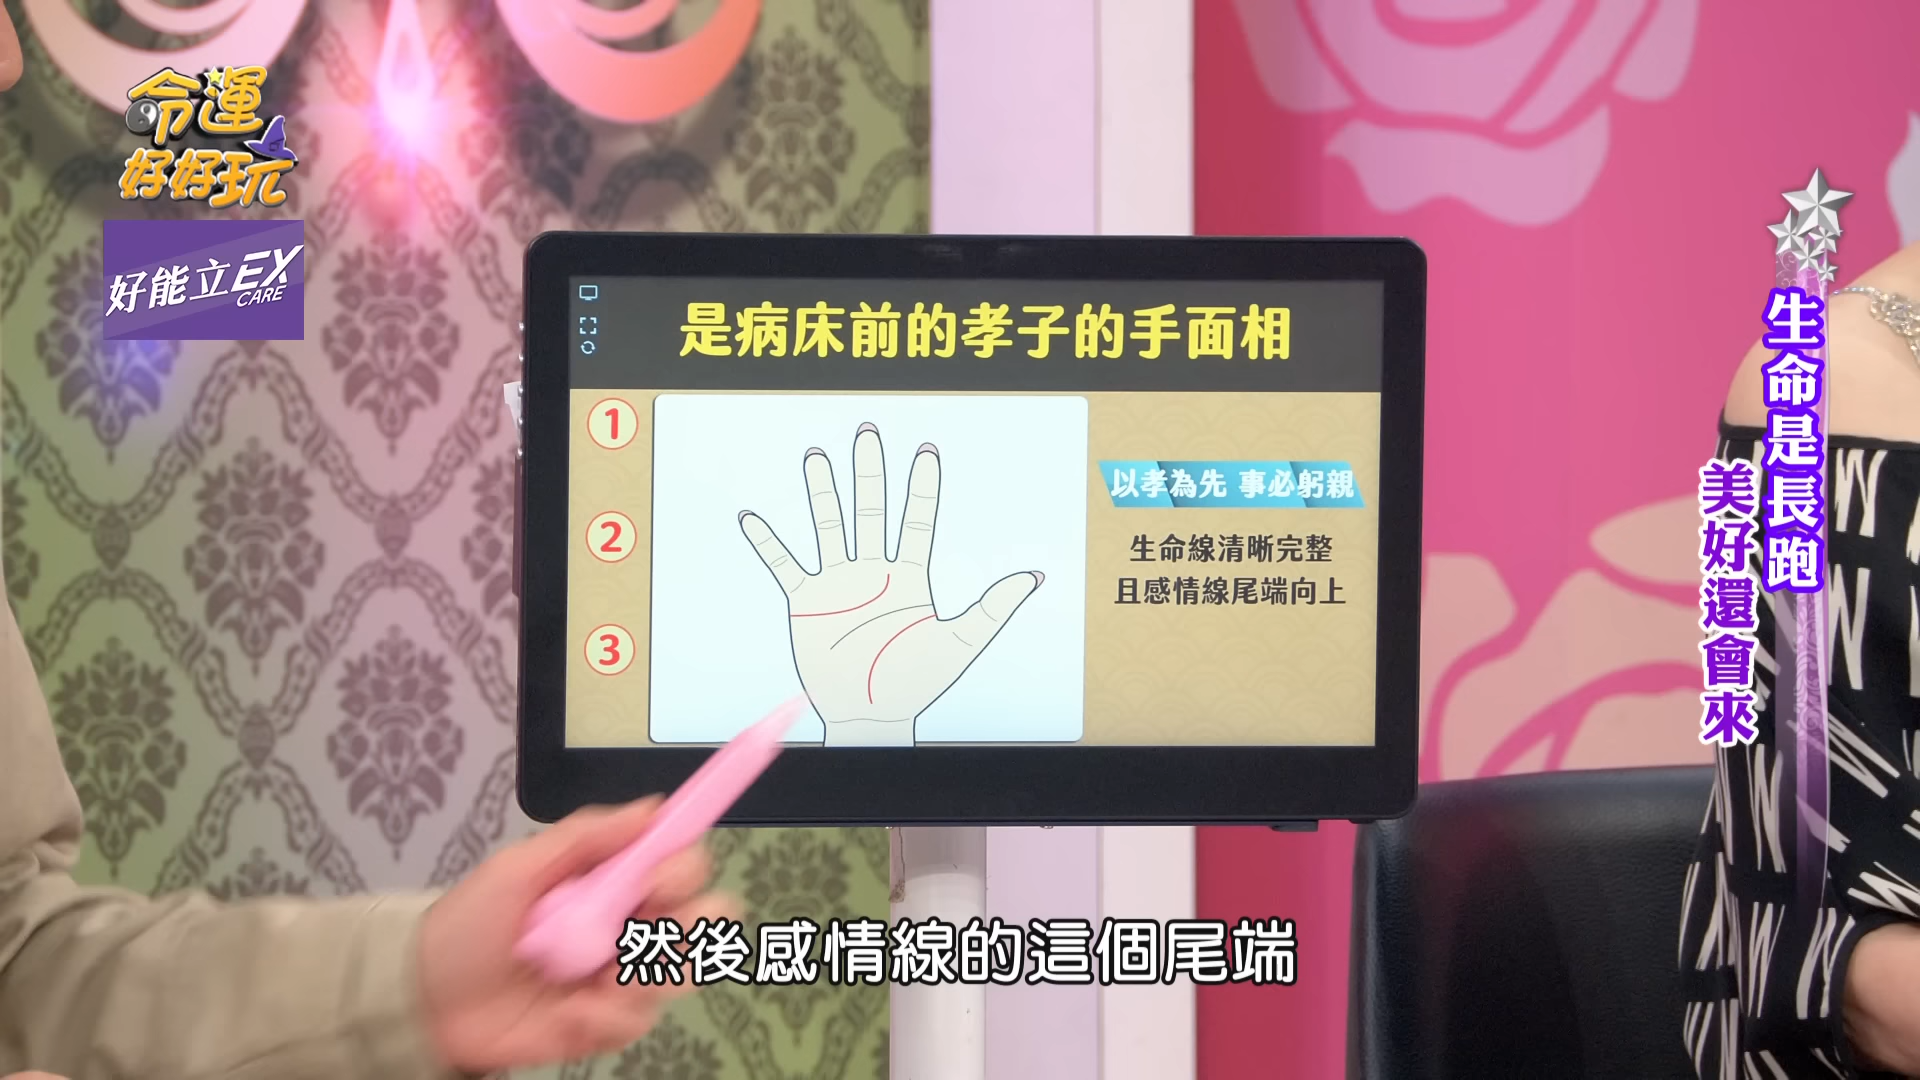 命運
好好玩
好能立EX
CARE
是病床前的孝子的手面相
1
2
3
以孝為先 事必躬親
生命線清晰完整
且感情線尾端向上
生命是長跑
美好還會來
然後感情線的這個尾端